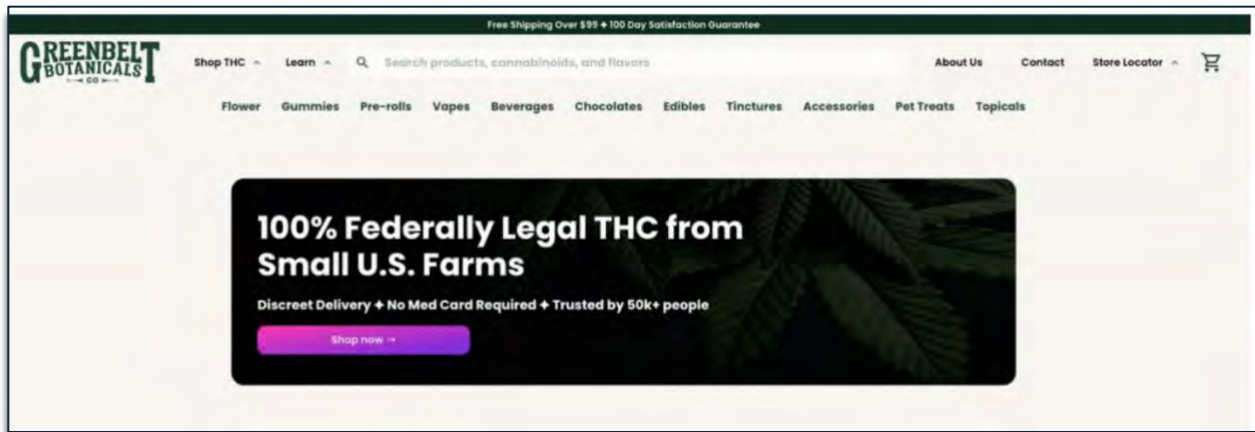 Free Shipping Over $99 ✦ 100 Day Satisfaction Guarantee
GREENBELT
BOTANICALS
CO
Shop THC
Learn
Search products, cannabinoids, and flavors
About Us
Contact
Store Locator
Flower Gummies Pre-rolls Vapes Beverages Chocolates Edibles Tinctures Accessories Pet Treats Topicals
100% Federally Legal THC from
Small U.S. Farms
Discreet Delivery ✦ No Med Card Required ✦ Trusted by 50k+ people
Shop now →